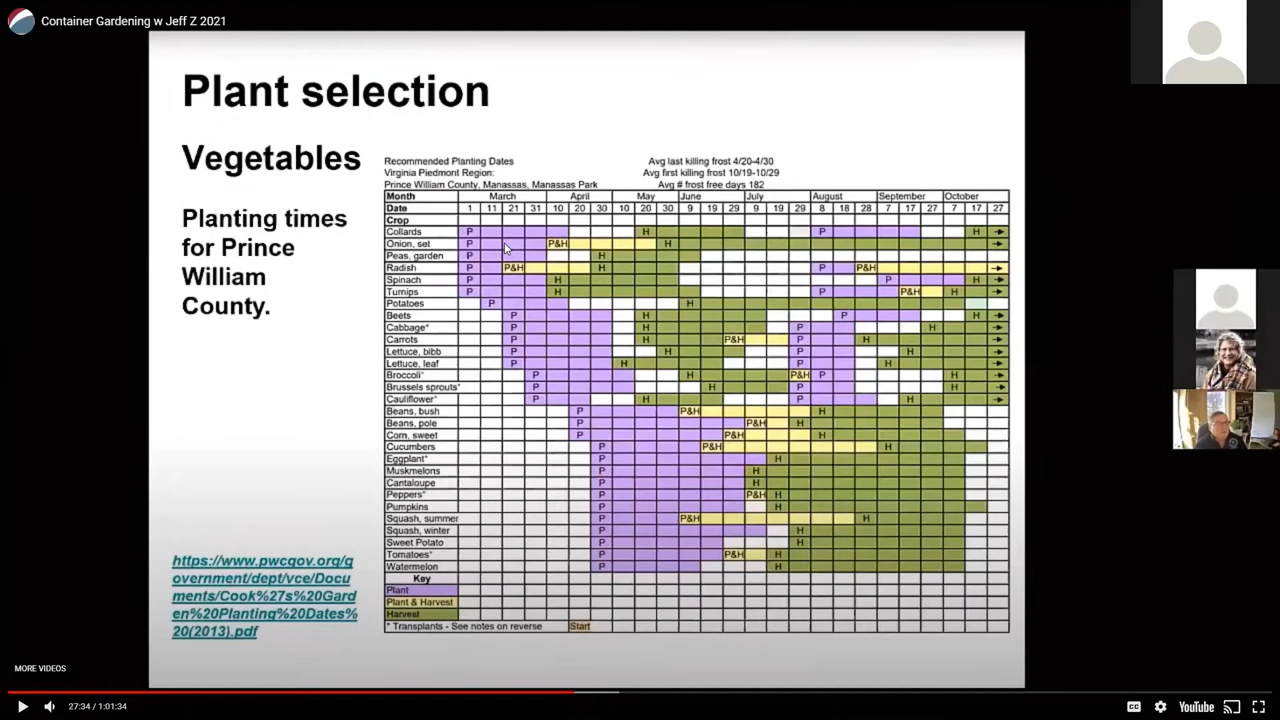 Container Gardening w Jeff Z 2021
Plant selection
Vegetables
Planting times
for Prince
William
County.
https://www.pwcgov.org/g
overnment/dept/vce/Docu
ments/Cook%27s%20Gard
en%20Planting%20Dates%
20(2013).pdf
Recommended Planting Dates Avg last killing frost 4/20-4/30
Virginia Piedmont Region: Avg first killing frost 10/19-10/29
Prince William County, Manassas, Manassas Park Avg # frost free days 182
Month March April May June July August September October
Date 1 11 21 31 10 20 30 10 20 30 9 19 29 9 19 29 8 18 28 7 17 27 7 17 27
Crop
Collards P H P H
Onion, set P P&H H
Peas, garden P H
Radish P P&H H P P&H
Spinach P H P H
Turnips P H P P&H H
Potatoes P H
Beets P H P H
Cabbage* P H P H
Carrots P H P&H P H
Lettuce, bibb P H P H
Lettuce, leaf P H P H
Broccoli* P H P&H P H
Brussels sprouts* P H P H
Cauliflower* P H P H
Beans, bush P P&H H
Beans, pole P P&H H
Corn, sweet P P&H H
Cucumbers P P&H H
Eggplant* P H
Muskmelons P H
Cantaloupe P H
Peppers* P P&H H
Pumpkins P H
Squash, summer P P&H H
Squash, winter P H
Sweet Potato P H
Tomatoes* P P&H H
Watermelon P H
Key
Plant
Plant & Harvest
Harvest
* Transplants - See notes on reverse Start
MORE VIDEOS
27:34 / 1:01:34
CC
YouTube